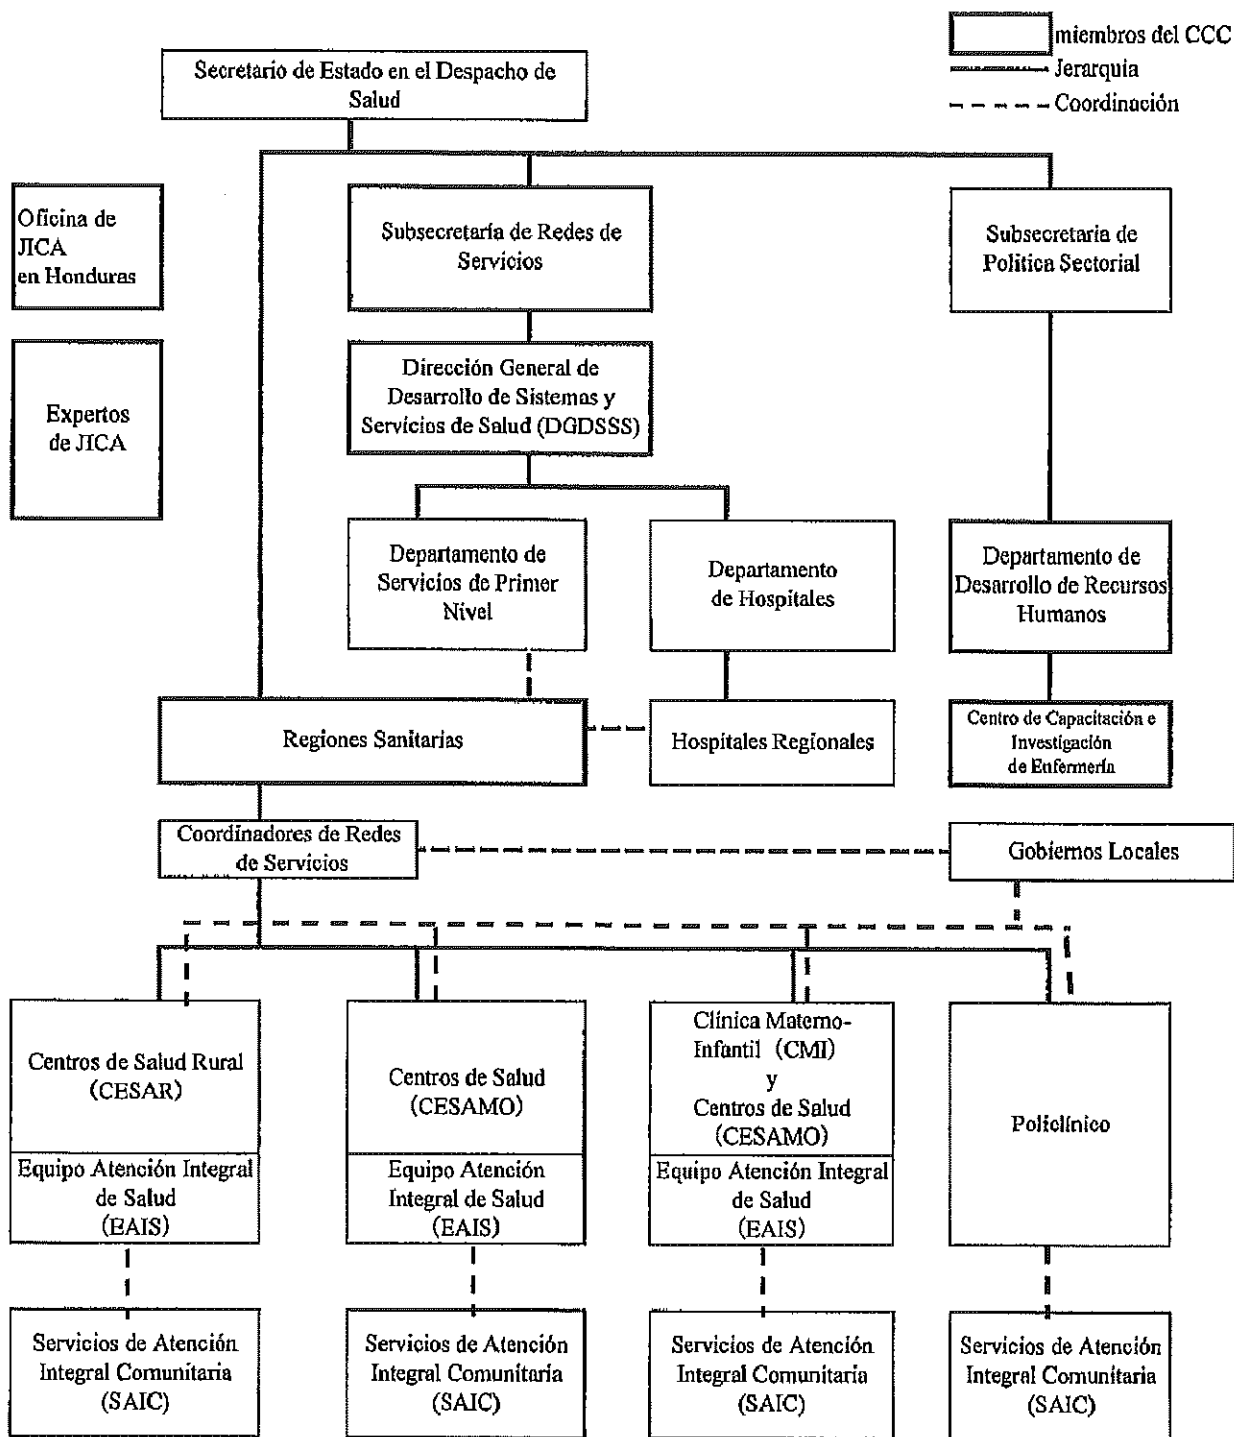 miembros del CCC
Jerarquía
Coordinación
Secretario de Estado en el Despacho de
Salud
Oficina de
JICA
en Honduras
Subsecretaría de Redes de
Servicios
Subsecretaría de
Política Sectorial
Expertos
de JICA
Dirección General de
Desarrollo de Sistemas y
Servicios de Salud (DGDSSS)
Departamento de
Servicios de Primer
Nivel
Departamento
de Hospitales
Departamento de
Desarrollo de Recursos
Humanos
Regiones Sanitarias
Hospitales Regionales
Centro de Capacitación e
Investigación
de Enfermería
Coordinadores de Redes
de Servicios
Gobiernos Locales
Centros de Salud Rural
(CESAR)
Equipo Atención Integral
de Salud
(EAIS)
Centros de Salud
(CESAMO)
Equipo Atención
Integral de Salud
(EAIS)
Clínica Materno-
Infantil (CMI)
y
Centros de Salud
(CESAMO)
Equipo Atención Integral
de Salud
(EAIS)
Policlínico
Servicios de Atención
Integral Comunitaria
(SAIC)
Servicios de Atención
Integral Comunitaria
(SAIC)
Servicios de Atención
Integral Comunitaria
(SAIC)
Servicios de Atención
Integral Comunitaria
(SAIC)